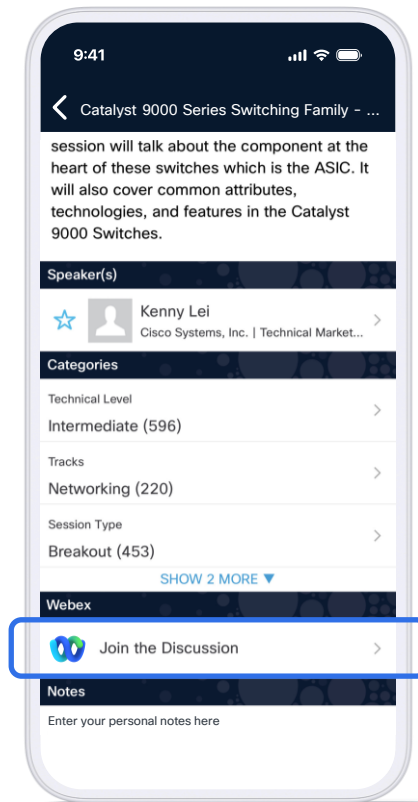 9:41
Catalyst 9000 Series Switching Family - ...
session will talk about the component at the
heart of these switches which is the ASIC. It
will also cover common attributes,
technologies, and features in the Catalyst
9000 Switches.
Speaker(s)
Kenny Lei
Cisco Systems, Inc. | Technical Market...
Categories
Technical Level
Intermediate (596)
Tracks
Networking (220)
Session Type
Breakout (453)
SHOW 2 MORE ▼
Webex
Join the Discussion
Notes
Enter your personal notes here